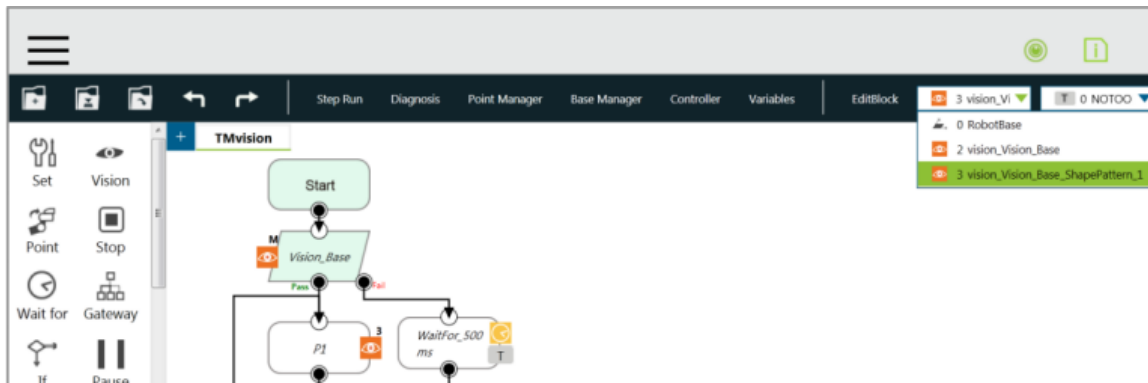 Step Run Diagnosis Point Manager Base Manager Controller Variables EditBlock 3 vision_Vi T 0 NOTOO
0 RobotBase
2 vision_Vision_Base
3 vision_Vision_Base_ShapePattern_1
+ TMvision
Set Vision
Point Stop
Wait for Gateway
If Pause
Start
M
Vision_Base
Pass Fail
3
P1
WaitFor_500
ms
T